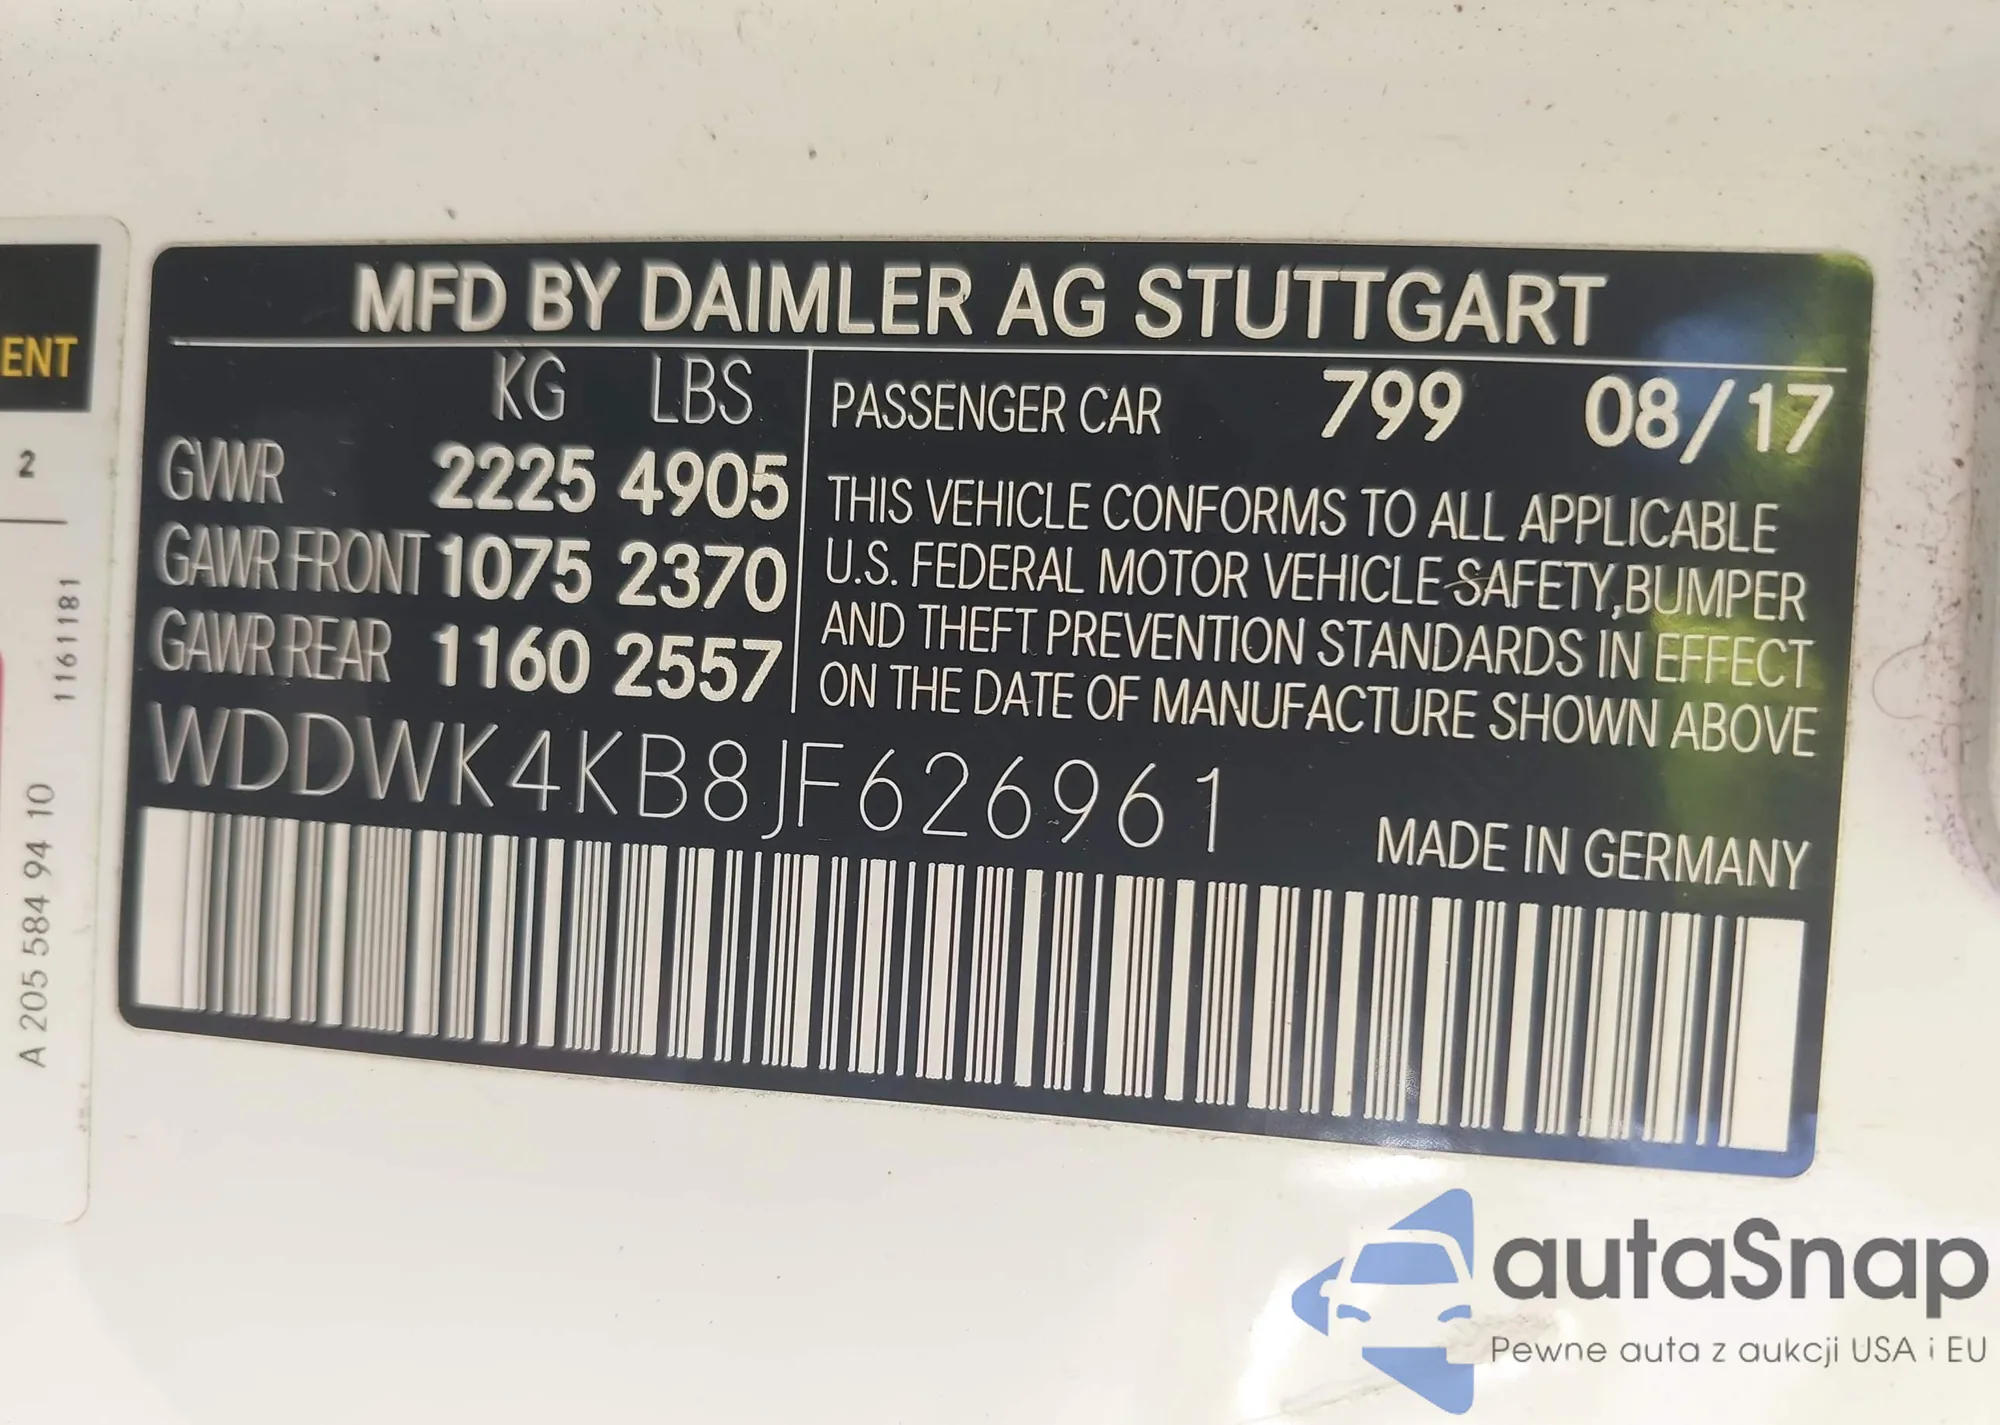 MFD BY DAIMLER AG STUTTGART
KG LBS
GVWR 2225 4905
GAWR FRONT 1075 2370
GAWR REAR 1160 2557
PASSENGER CAR 799 08/17
THIS VEHICLE CONFORMS TO ALL APPLICABLE
U.S. FEDERAL MOTOR VEHICLE SAFETY, BUMPER
AND THEFT PREVENTION STANDARDS IN EFFECT
ON THE DATE OF MANUFACTURE SHOWN ABOVE
WDDWK4KB8JF626961
MADE IN GERMANY
ENT
2
1161181
A 205 584 94 10
autaSnap
Pewne auta z aukcji USA i EU